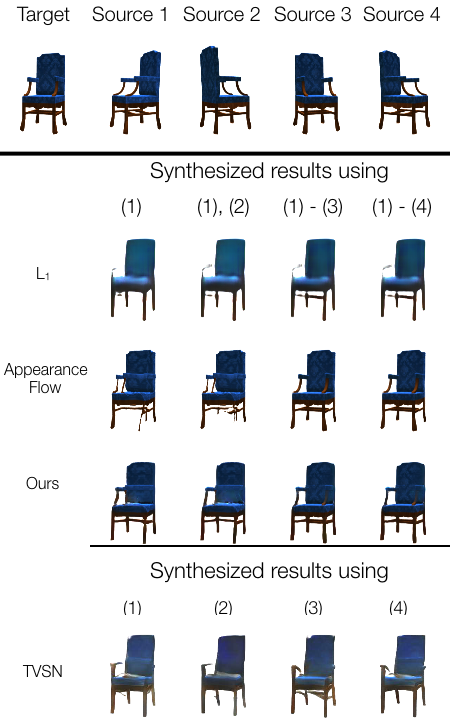 Target Source 1 Source 2 Source 3 Source 4
Synthesized results using
(1) (1), (2) (1) - (3) (1) - (4)
L₁
Appearance
Flow
Ours
Synthesized results using
(1) (2) (3) (4)
TVSN